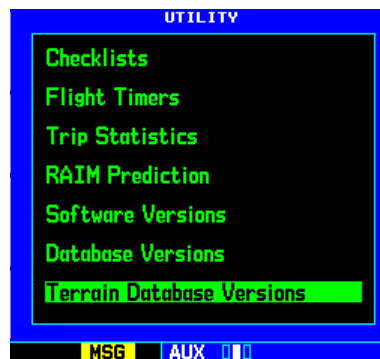 UTILITY
Checklists
Flight Timers
Trip Statistics
RAIM Prediction
Software Versions
Database Versions
Terrain Database Versions
MSG AUX